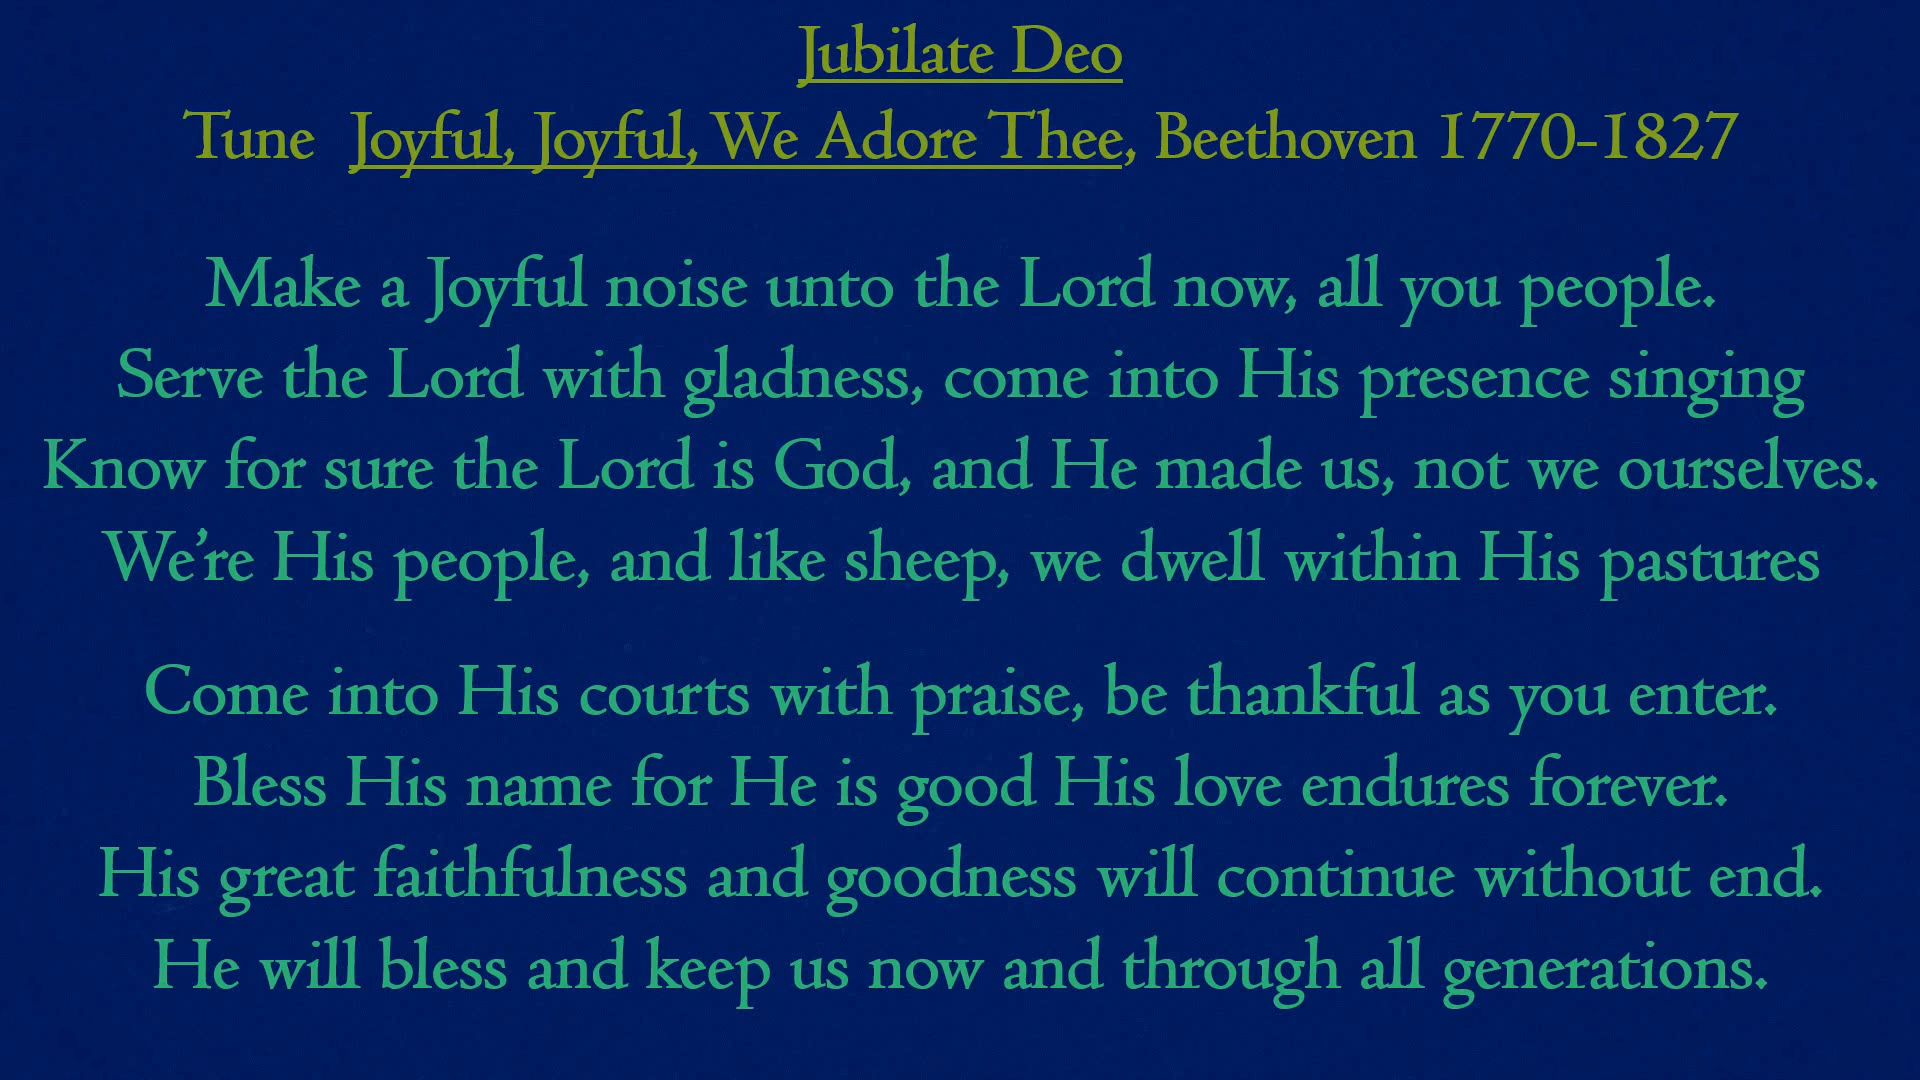 Jubilate Deo
Tune Joyful, Joyful, We Adore Thee, Beethoven 1770-1827
Make a Joyful noise unto the Lord now, all you people.
Serve the Lord with gladness, come into His presence singing
Know for sure the Lord is God, and He made us, not we ourselves.
We’re His people, and like sheep, we dwell within His pastures
Come into His courts with praise, be thankful as you enter.
Bless His name for He is good His love endures forever.
His great faithfulness and goodness will continue without end.
He will bless and keep us now and through all generations.